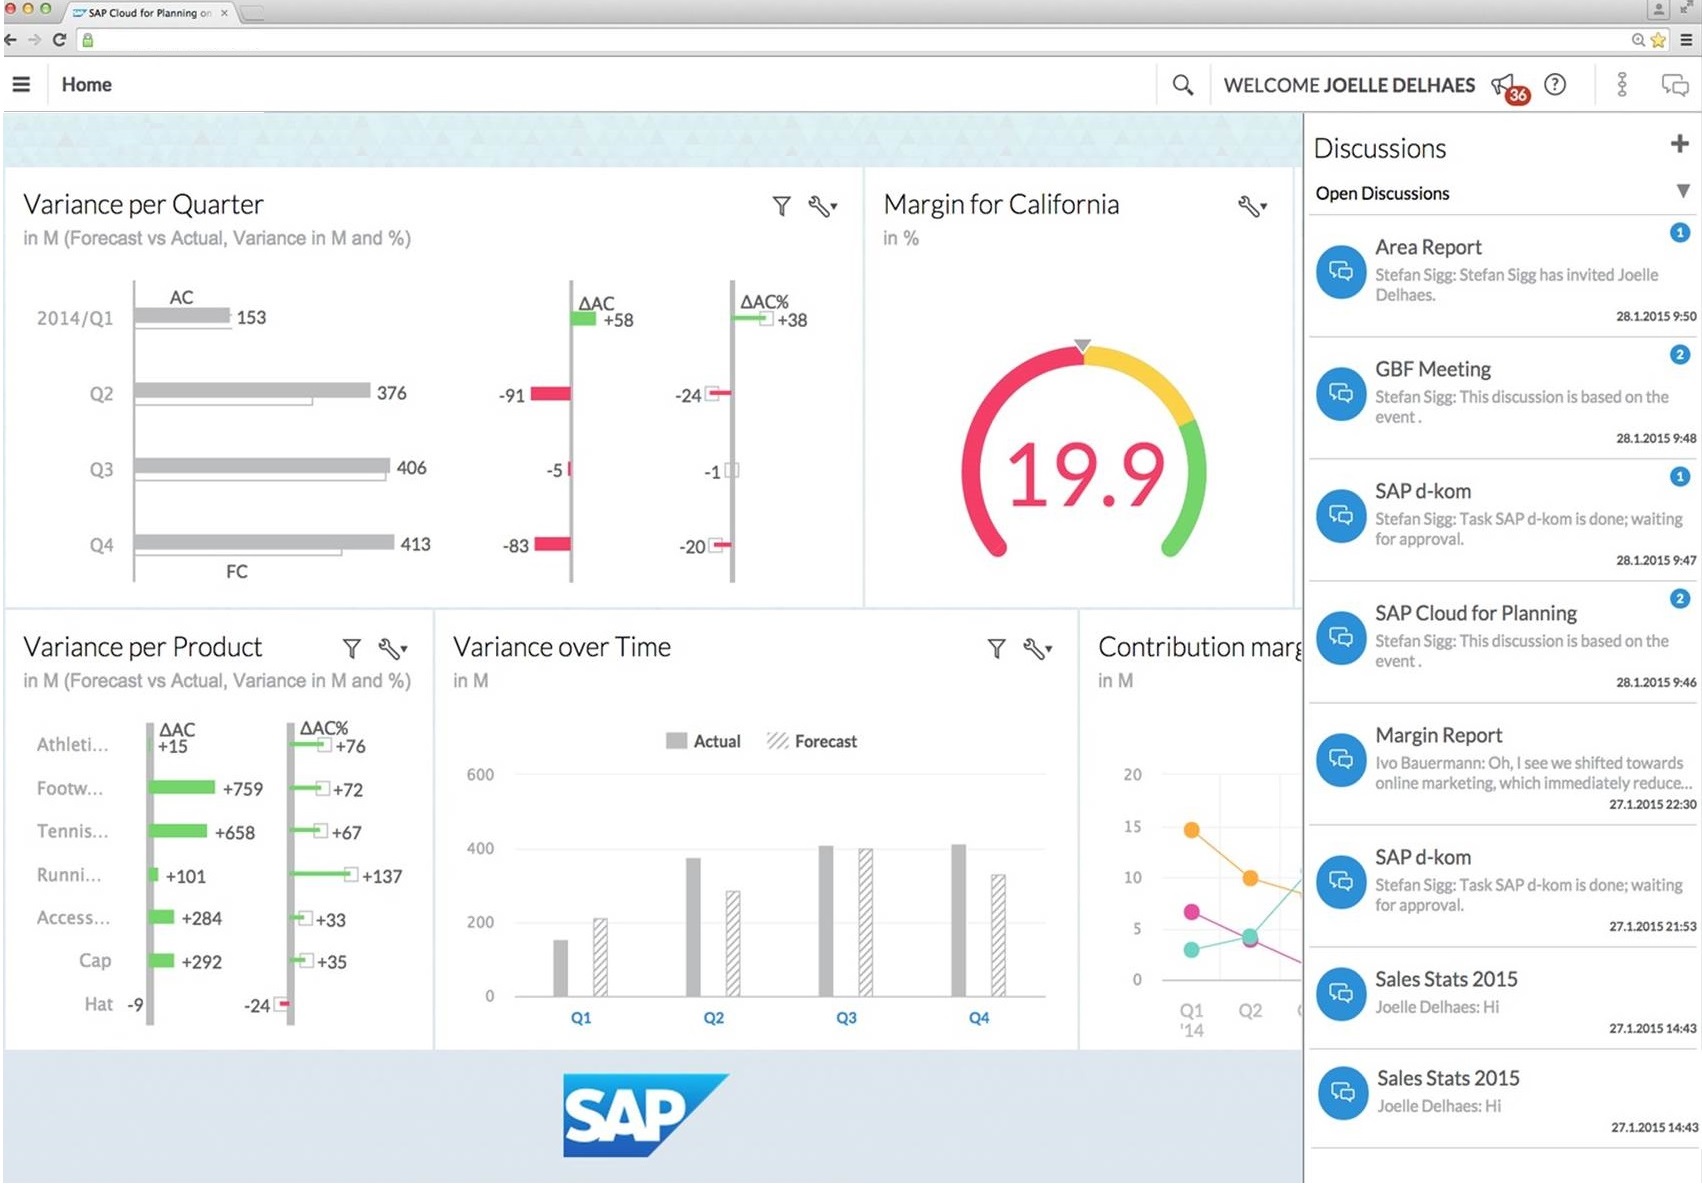 SAP Cloud for Planning on
Home
WELCOME JOELLE DELHAES
36
Variance per Quarter
in M (Forecast vs Actual, Variance in M and %)
AC
ΔAC
ΔAC%
2014/Q1
153
+58
+38
Q2
376
-91
-24
Q3
406
-5
-1
Q4
413
-83
-20
FC
Margin for California
in %
19.9
Variance per Product
in M (Forecast vs Actual, Variance in M and %)
ΔAC
ΔAC%
Athleti...
+15
+76
Footw...
+759
+72
Tennis...
+658
+67
Runni...
+101
+137
Access...
+284
+33
Cap
+292
+35
Hat
-9
-24
Variance over Time
in M
Actual
Forecast
600
400
200
0
Q1
Q2
Q3
Q4
Contribution marg
in M
20
15
10
5
0
Q1
'14
Q2
SAP
Discussions
Open Discussions
Area Report
1
Stefan Sigg: Stefan Sigg has invited Joelle
Delhaes.
28.1.2015 9:50
GBF Meeting
2
Stefan Sigg: This discussion is based on the
event .
28.1.2015 9:48
SAP d-kom
1
Stefan Sigg: Task SAP d-kom is done; waiting
for approval.
28.1.2015 9:47
SAP Cloud for Planning
2
Stefan Sigg: This discussion is based on the
event .
28.1.2015 9:46
Margin Report
Ivo Bauermann: Oh, I see we shifted towards
online marketing, which immediately reduce...
27.1.2015 22:30
SAP d-kom
Stefan Sigg: Task SAP d-kom is done; waiting
for approval.
27.1.2015 21:53
Sales Stats 2015
Joelle Delhaes: Hi
27.1.2015 14:43
Sales Stats 2015
Joelle Delhaes: Hi
27.1.2015 14:43